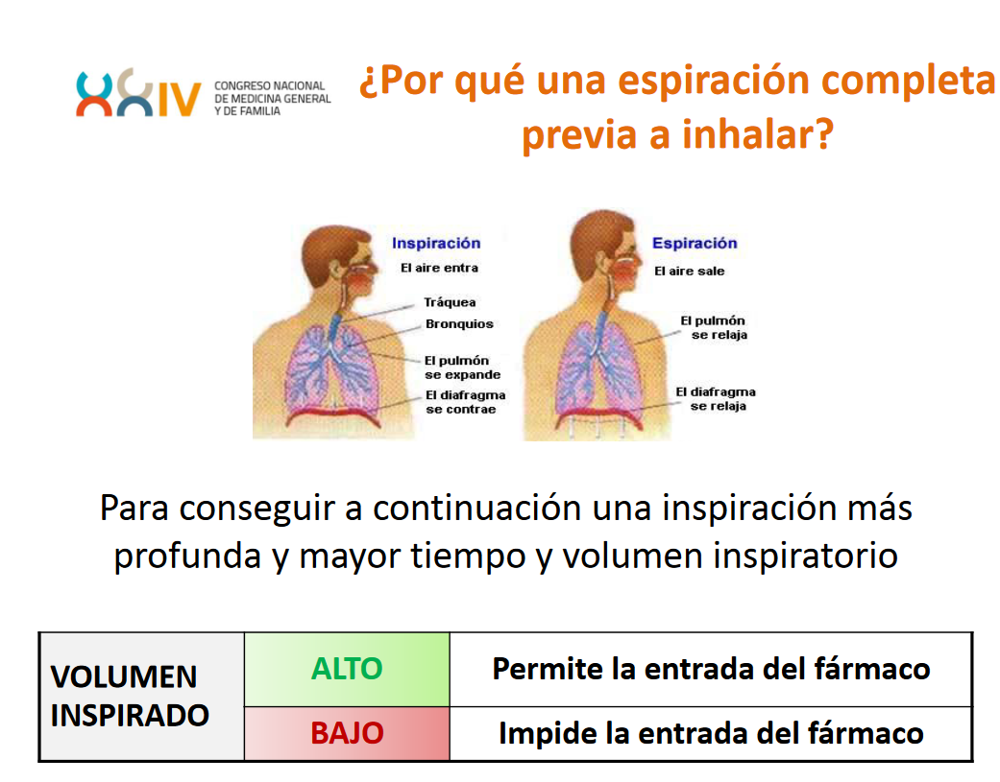 XXIV
CONGRESO NACIONAL
DE MEDICINA GENERAL
Y DE FAMILIA
¿Por qué una espiración completa
previa a inhalar?
Inspiración
El aire entra
Tráquea
Bronquios
El pulmón
se expande
El diafragma
se contrae
Espiración
El aire sale
El pulmón
se relaja
El diafragma
se relaja
Para conseguir a continuación una inspiración más
profunda y mayor tiempo y volumen inspiratorio
VOLUMEN
INSPIRADO
ALTO
Permite la entrada del fármaco
BAJO
Impide la entrada del fármaco